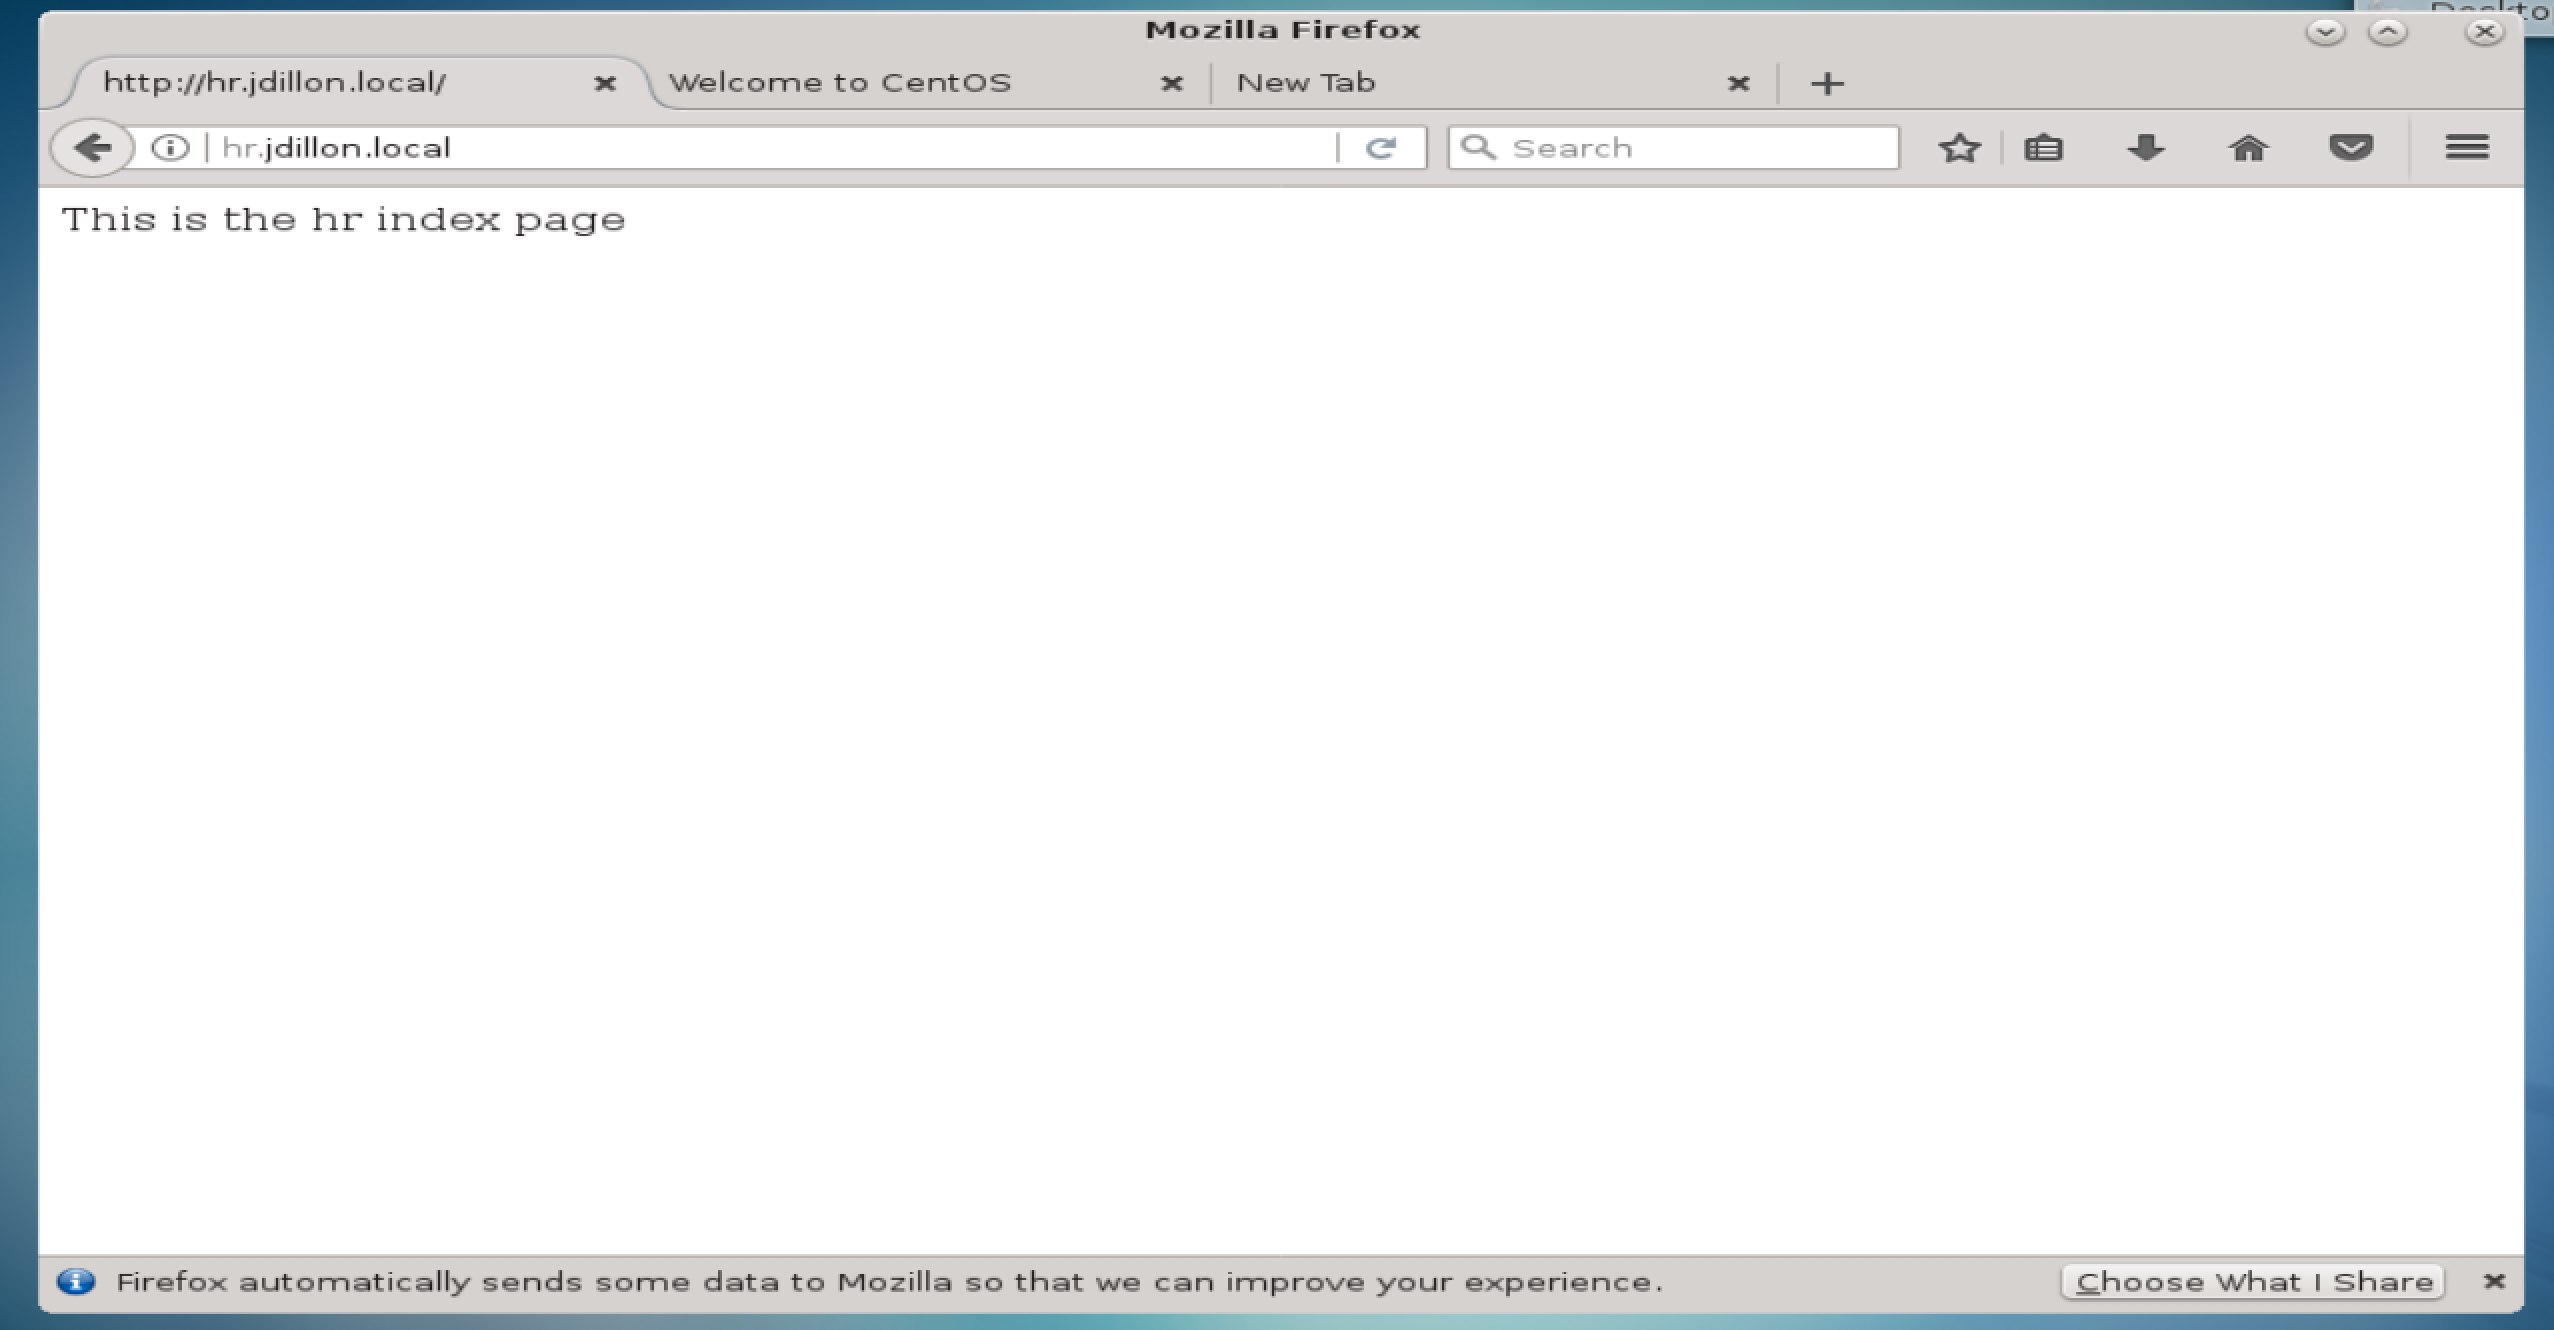 Mozilla Firefox
http://hr.jdillon.local/
Welcome to CentOS
New Tab
hr.jdillon.local
Search
This is the hr index page
Firefox automatically sends some data to Mozilla so that we can improve your experience.
Choose What I Share